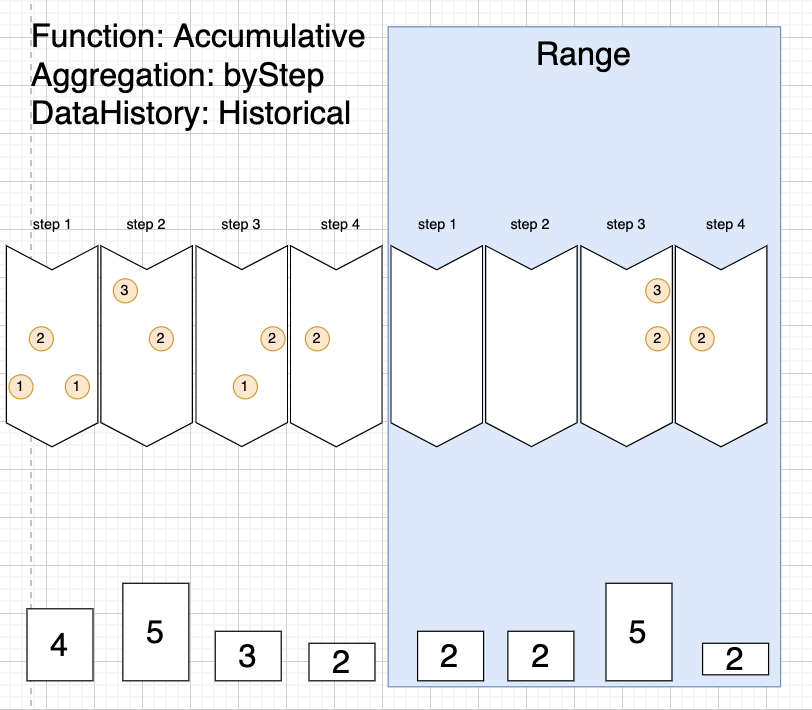 Function: Accumulative
Aggregation: byStep
DataHistory: Historical
Range
step 1 step 2 step 3 step 4 step 1 step 2 step 3 step 4
3 3
2 2 2 2 2 2
1 1 1
4 5 3 2 2 2 5 2